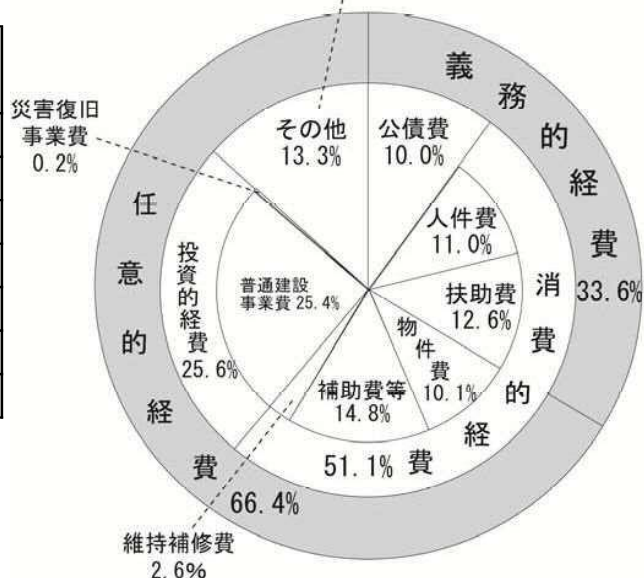 義務的経費
33.6%
任意的経費
66.4%
消費的経費
51.1%
投資的経費
25.6%
その他
13.3%
公債費
10.0%
人件費
11.0%
扶助費
12.6%
物件費
10.1%
補助費等
14.8%
維持補修費
2.6%
普通建設
事業費 25.4%
災害復旧
事業費
0.2%